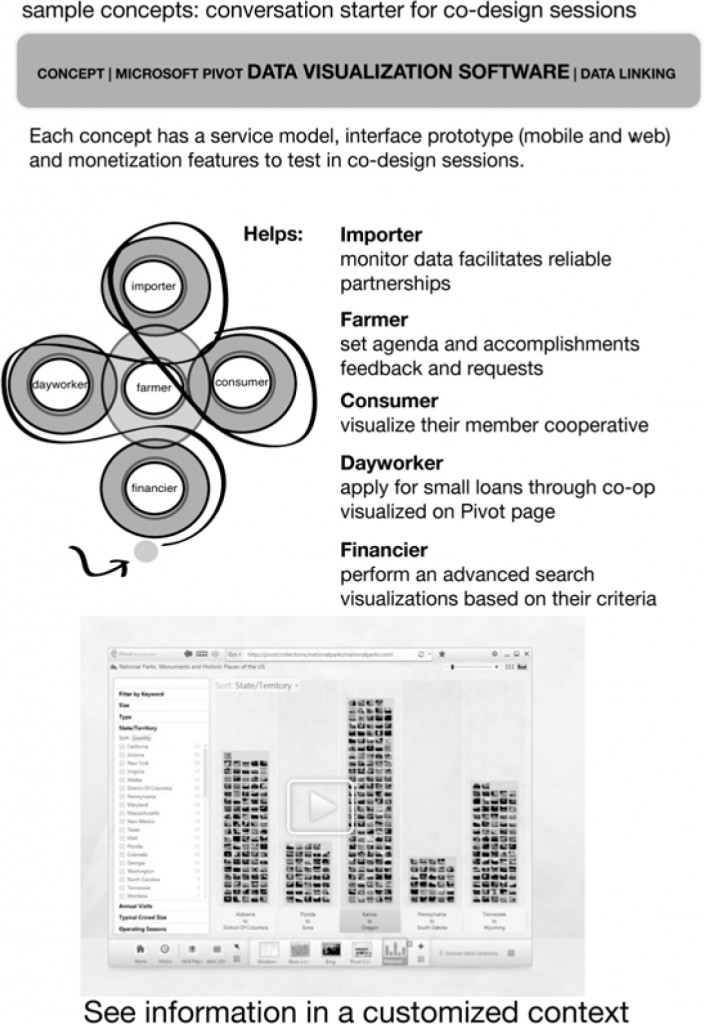 sample concepts: conversation starter for co-design sessions
CONCEPT | MICROSOFT PIVOT DATA VISUALIZATION SOFTWARE | DATA LINKING
Each concept has a service model, interface prototype (mobile and web)
and monetization features to test in co-design sessions.
Helps:
Importer
monitor data facilitates reliable
partnerships
Farmer
set agenda and accomplishments
feedback and requests
Consumer
visualize their member cooperative
Dayworker
apply for small loans through co-op
visualized on Pivot page
Financier
perform an advanced search
visualizations based on their criteria
importer
dayworker
farmer
consumer
financier
National Parks, Monuments and Historic Places of the US
Sort: State/Territory
Filter by Keyword
Size
Type
State/Territory
Sort: Quantity
California
Arizona
New York
Virginia
Alaska
District Of Columbia
Pennsylvania
Maryland
Massachusetts
New Mexico
Texas
Utah
Florida
Colorado
Georgia
Washington
North Carolina
Tennessee
Montana
Annual Visits
Typical Crowd Size
Operating Seasons
Alabama
to
District Of Columbia
Florida
to
Iowa
Kansas
to
Oregon
Pennsylvania
to
South Dakota
Tennessee
to
Wyoming
Home
History
See information in a customized context